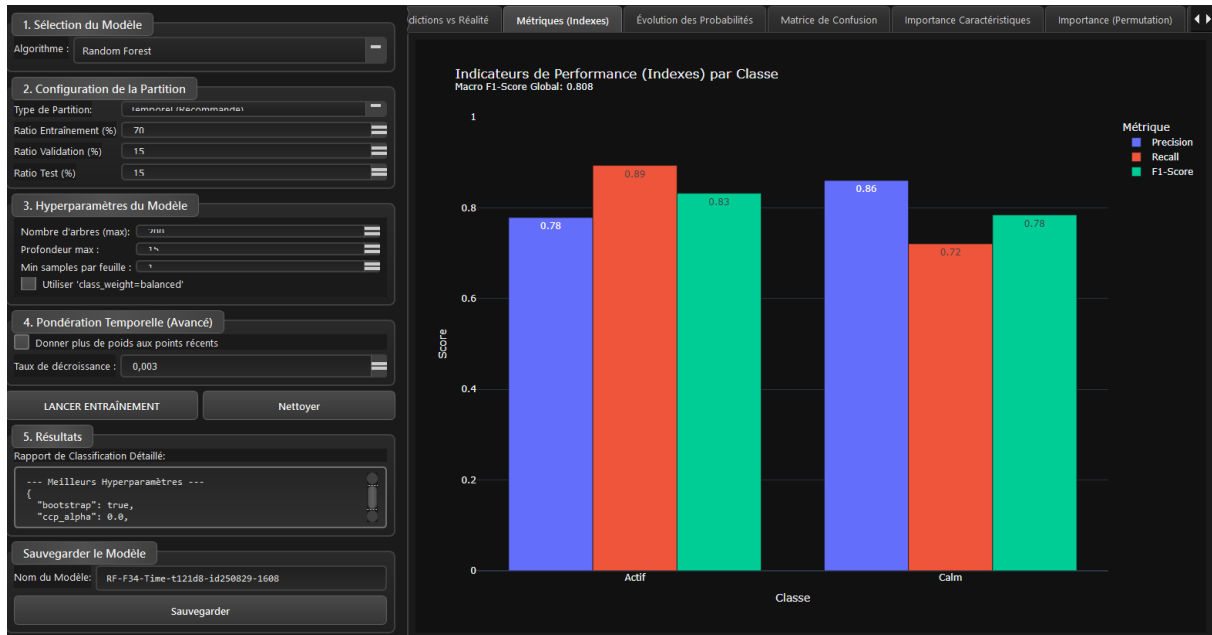 1. Sélection du Modèle
Algorithme : Random Forest
2. Configuration de la Partition
Type de Partition: Temporel (Recommandé)
Ratio Entraînement (%) 70
Ratio Validation (%) 15
Ratio Test (%) 15
3. Hyperparamètres du Modèle
Nombre d'arbres (max): 200
Profondeur max : 15
Min samples par feuille : 1
Utiliser 'class_weight=balanced'
4. Pondération Temporelle (Avancé)
Donner plus de poids aux points récents
Taux de décroissance : 0,003
LANCER ENTRAÎNEMENT Nettoyer
5. Résultats
Rapport de Classification Détaillé:
--- Meilleurs Hyperparamètres ---
{
"bootstrap": true,
"ccp_alpha": 0.0,
Sauvegarder le Modèle
Nom du Modèle: RF-F34-Time-t121d8-id250829-1608
Sauvegarder
dictions vs Réalité Métriques (Indexes) Évolution des Probabilités Matrice de Confusion Importance Caractéristiques Importance (Permutation)
Indicateurs de Performance (Indexes) par Classe
Macro F1-Score Global: 0.808
Métrique
Precision
Recall
F1-Score
1
0.8
0.6
0.4
0.2
0
Score
0.78 0.89 0.83 0.86 0.72 0.78
Actif Calm
Classe